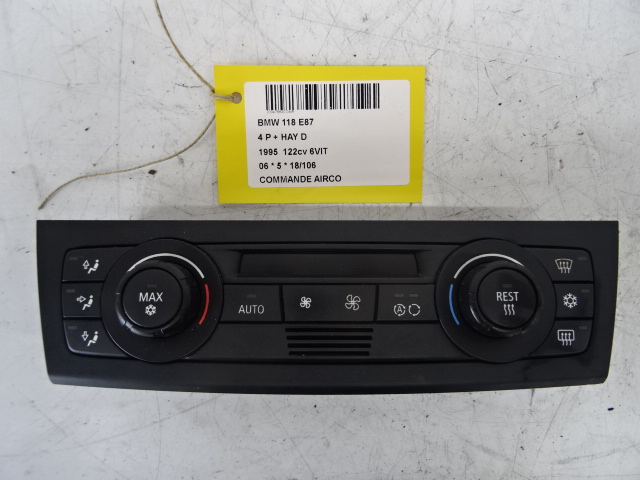 BMW 118 E87
4 P + HAY D
1995 122cv 6VIT
06 * 5 * 18/106
COMMANDE AIRCO
MAX
AUTO
A
REST